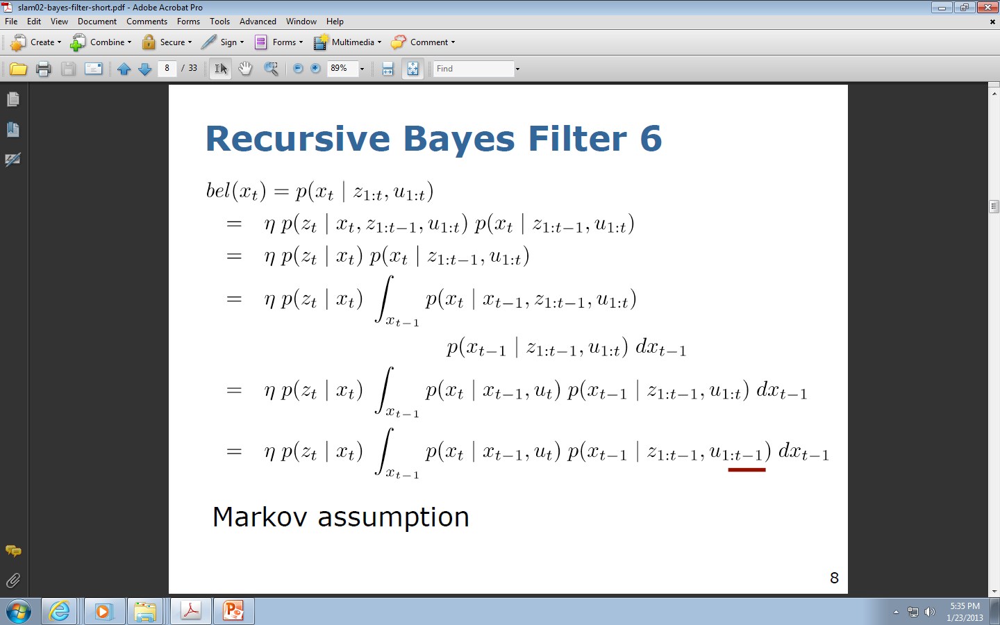 slam02-bayes-filter-short.pdf - Adobe Acrobat Pro
File Edit View Document Comments Forms Tools Advanced Window Help
Create Combine Secure Sign Forms Multimedia Comment
8 / 33 89% Find
Recursive Bayes Filter 6
bel(x_t) = p(x_t | z_{1:t}, u_{1:t})
= η p(z_t | x_t, z_{1:t−1}, u_{1:t}) p(x_t | z_{1:t−1}, u_{1:t})
= η p(z_t | x_t) p(x_t | z_{1:t−1}, u_{1:t})
= η p(z_t | x_t) ∫_{x_{t−1}} p(x_t | x_{t−1}, z_{1:t−1}, u_{1:t})
p(x_{t−1} | z_{1:t−1}, u_{1:t}) dx_{t−1}
= η p(z_t | x_t) ∫_{x_{t−1}} p(x_t | x_{t−1}, u_t) p(x_{t−1} | z_{1:t−1}, u_{1:t}) dx_{t−1}
= η p(z_t | x_t) ∫_{x_{t−1}} p(x_t | x_{t−1}, u_t) p(x_{t−1} | z_{1:t−1}, u_{1:t−1}) dx_{t−1}
Markov assumption
8
5:35 PM
1/23/2013